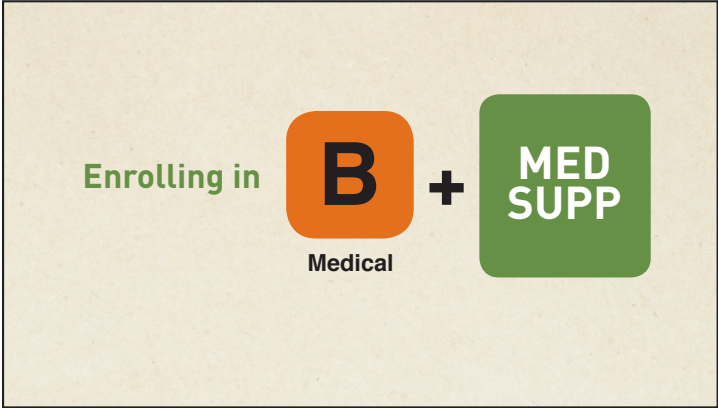 Enrolling in
B
Medical
+
MED
SUPP